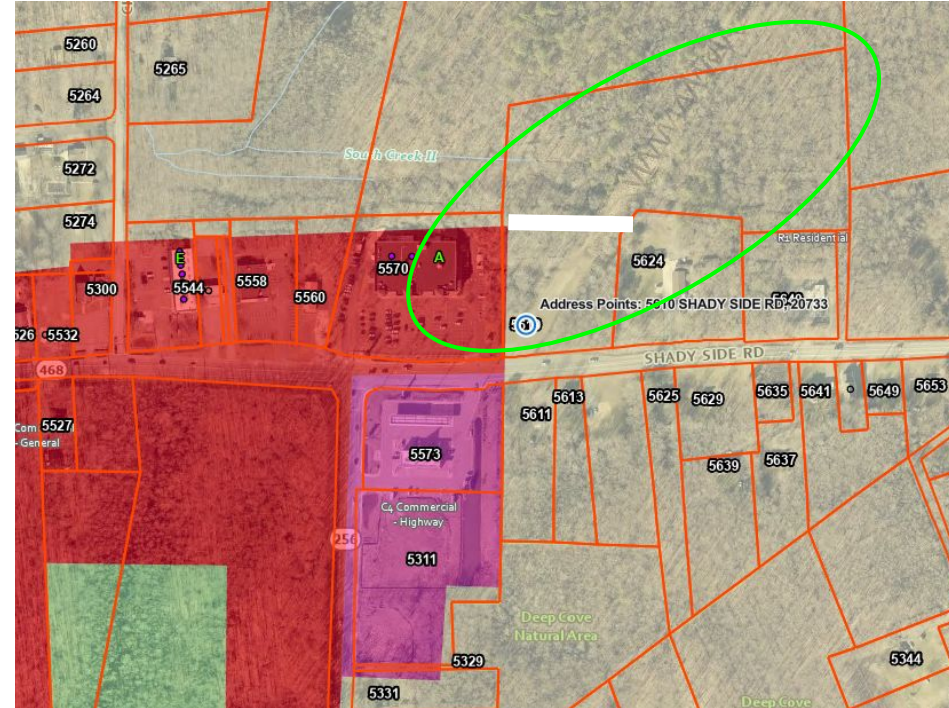 5260
5265
5264
South Creek II
5272
5274
R1 Residential
5624
E
A
5570
5300
5544
5558
5560
Address Points: 5610 SHADY SIDE RD, 20733
526
5532
SHADY SIDE RD
468
5611
5613
5625
5629
5635
5641
5649
5653
Com
- General
5527
5573
5639
5637
C4 Commercial
- Highway
256
5311
Deep Cove
Natural Area
5329
5344
5331
Deep Cove